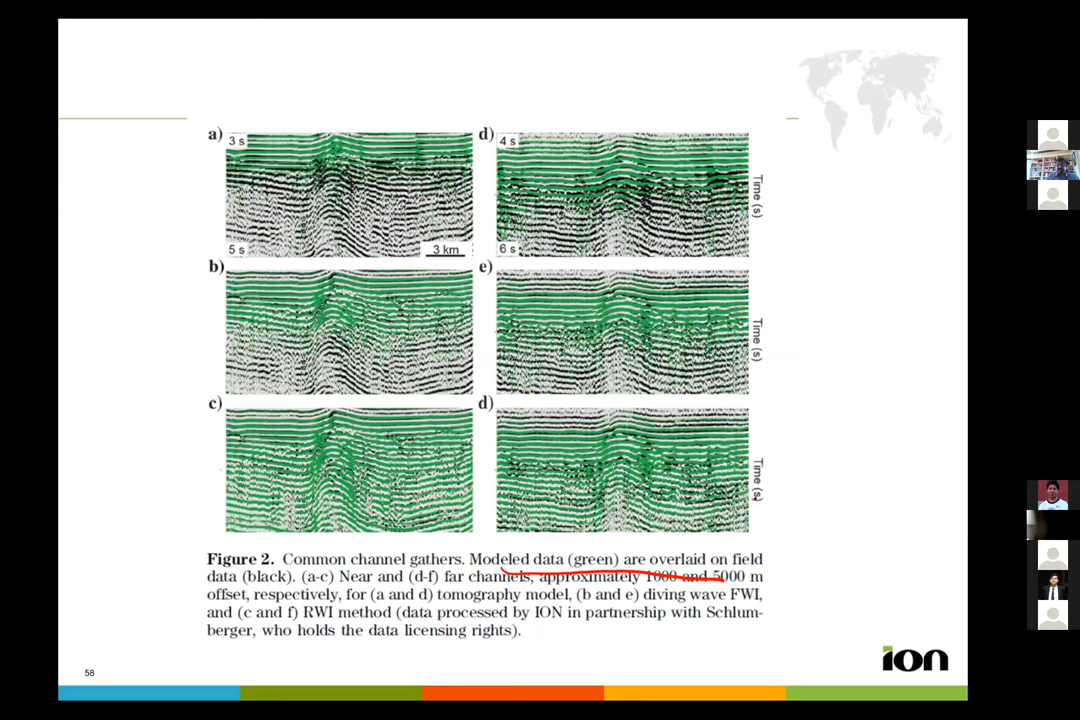 a)
3 s
5 s
3 km
d)
4 s
6 s
Time (s)
b)
e)
Time (s)
c)
d)
Time (s)
Figure 2. Common channel gathers. Modeled data (green) are overlaid on field
data (black). (a-c) Near and (d-f) far channels, approximately 1000 and 5000 m
offset, respectively, for (a and d) tomography model, (b and e) diving wave FWI,
and (c and f) RWI method (data processed by ION in partnership with Schlum-
berger, who holds the data licensing rights).
58
ion